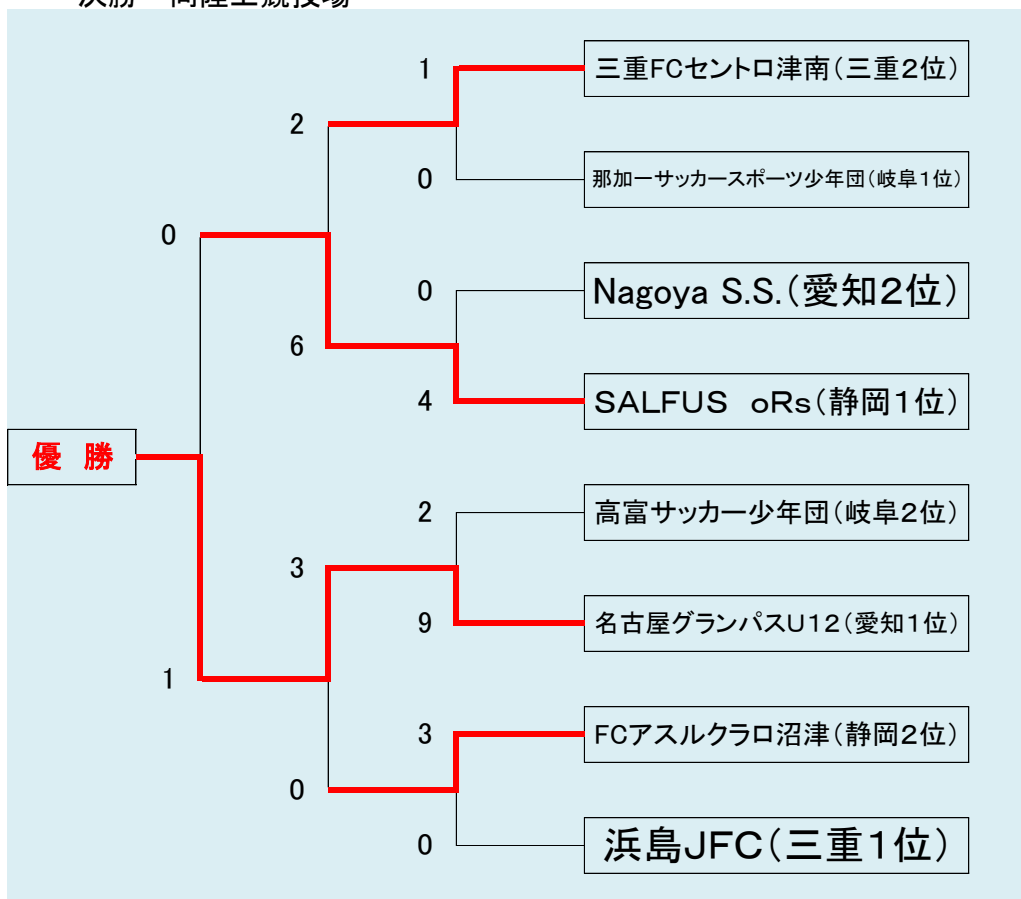 1
三重FCセントロ津南(三重2位)
2
0
那加一サッカースポーツ少年団(岐阜1位)
0
0
Nagoya S.S.(愛知2位)
6
4
SALFUS oRs(静岡1位)
優 勝
2
高富サッカー少年団(岐阜2位)
3
9
名古屋グランパスU12(愛知1位)
1
3
FCアスルクラロ沼津(静岡2位)
0
0
浜島JFC(三重1位)